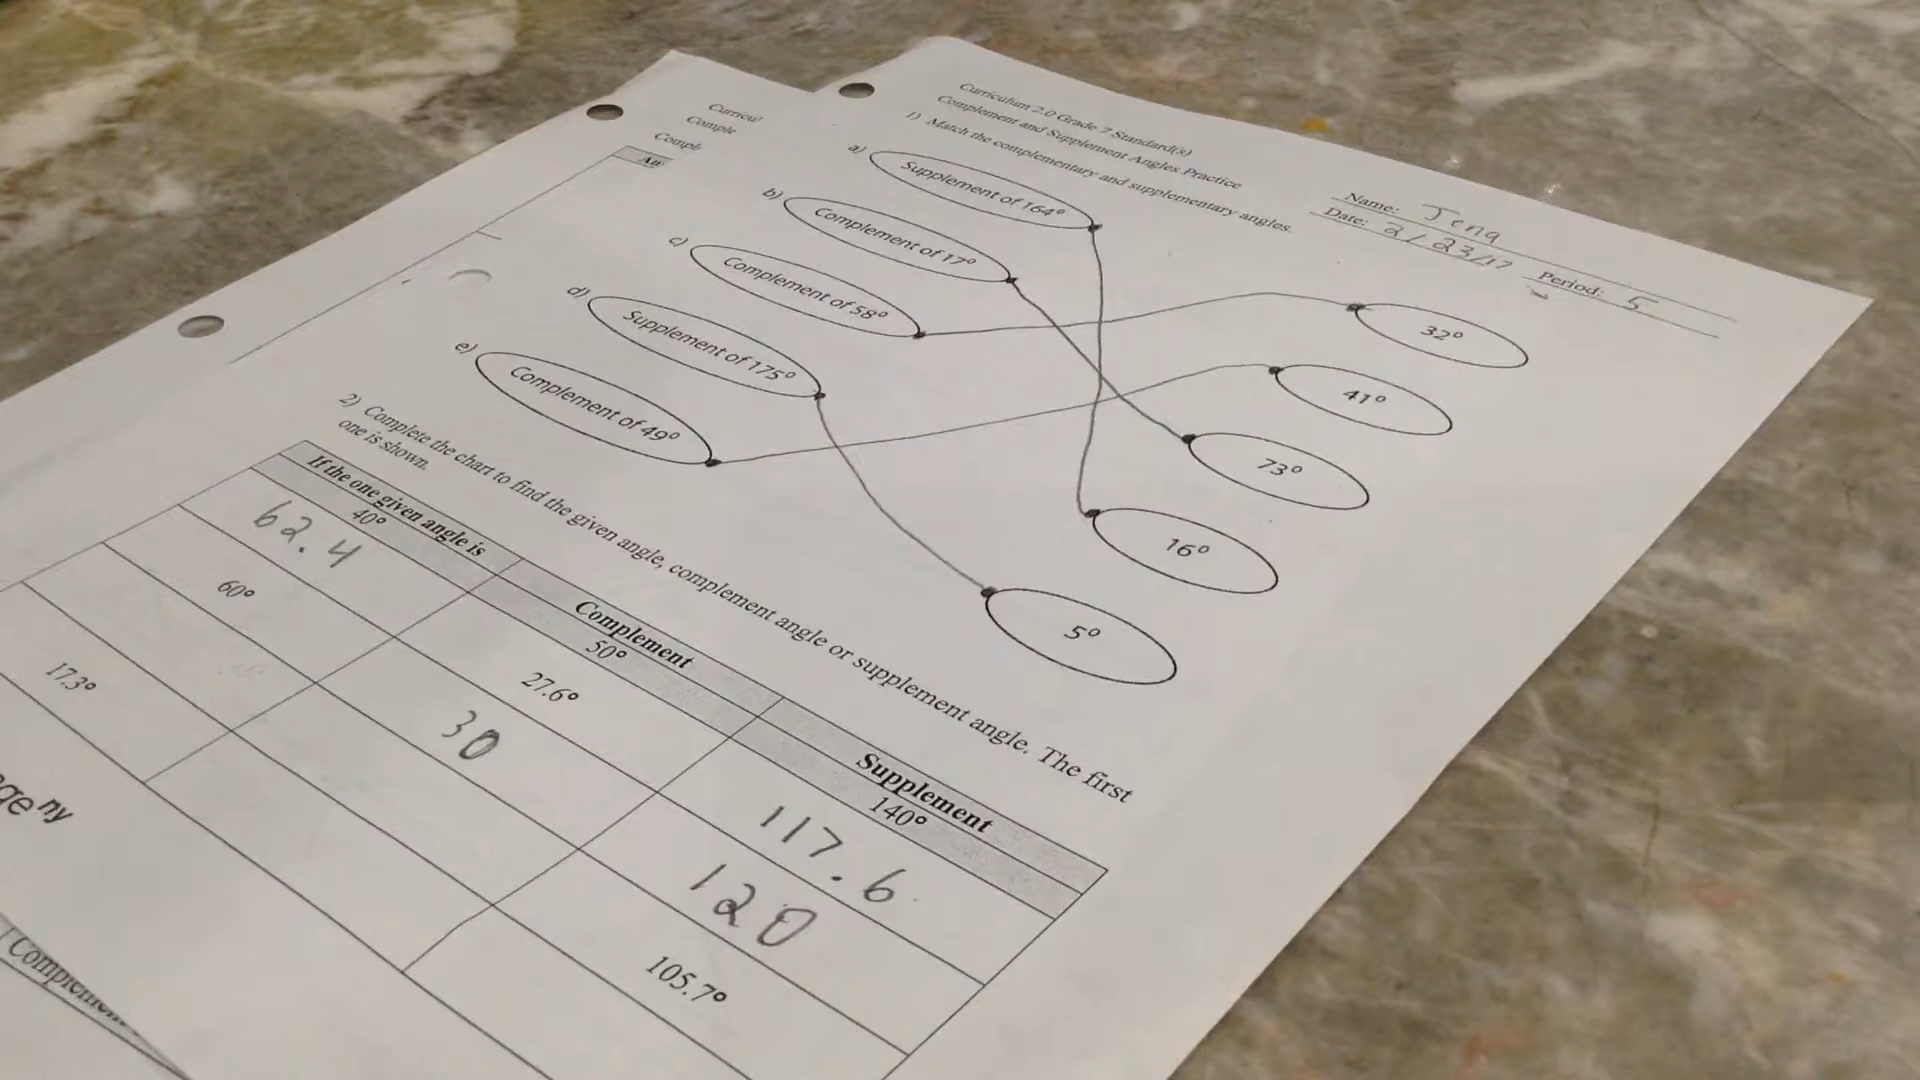 Curriculum 2.0 Grade 7 Standard(s)
Complement and Supplement Angles Practice
Name: Jena
Date: 2/23/17 Period: 5
1) Match the complementary and supplementary angles.
a) Supplement of 164°
b) Complement of 17°
c) Complement of 58°
d) Supplement of 175°
e) Complement of 49°
32°
41°
73°
16°
5°
2) Complete the chart to find the given angle, complement angle or supplement angle. The first
one is shown.
If the one given angle is Complement Supplement
40° 50° 140°
62.4 27.6° 117.6
60° 30 120
105.7°
17.3°
Curricul
Comple
Compl